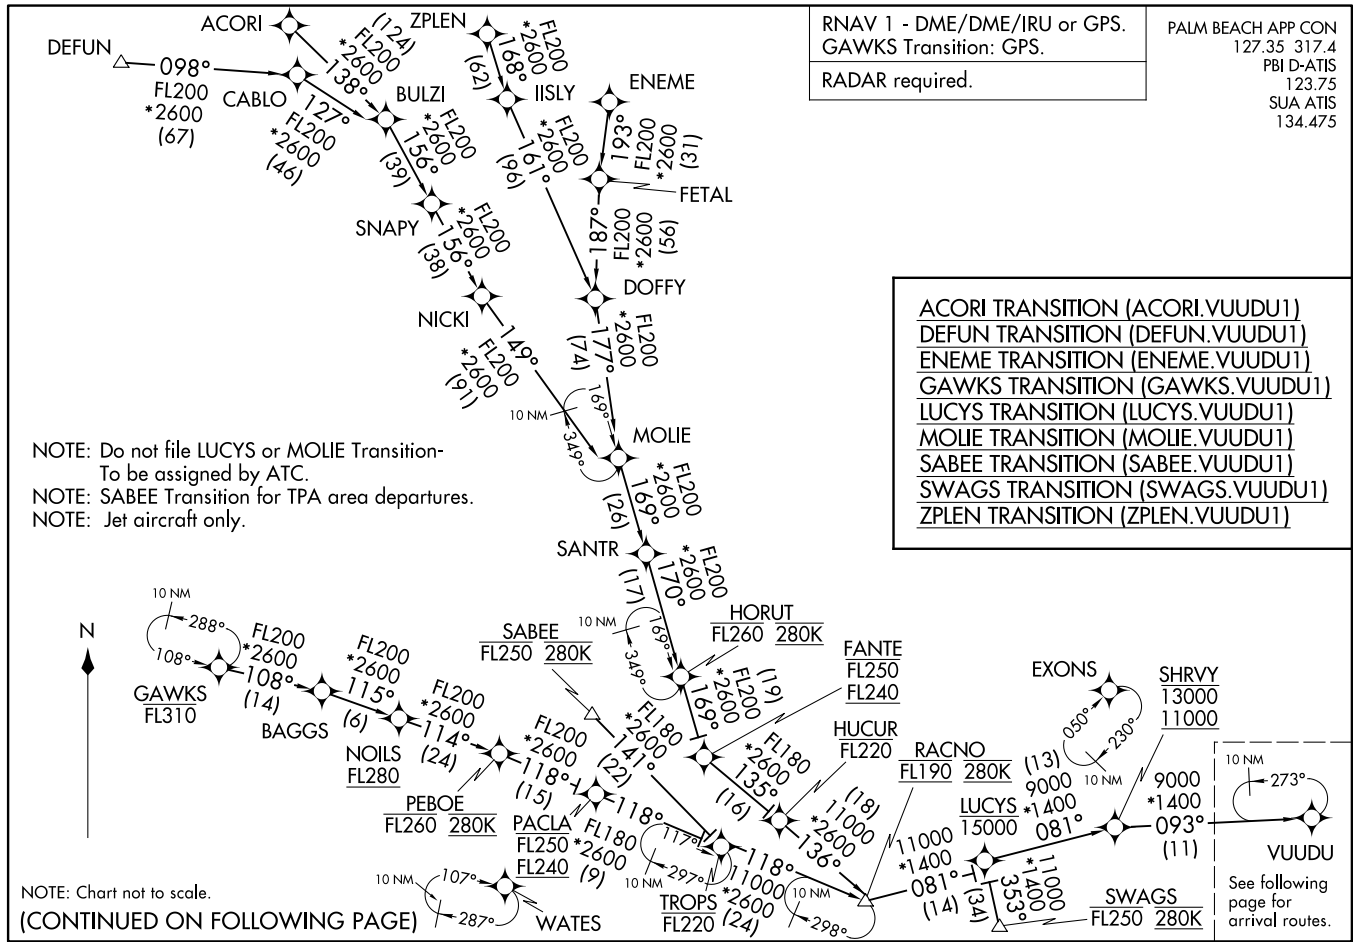 RNAV 1 - DME/DME/IRU or GPS.
GAWKS Transition: GPS.
RADAR required.
PALM BEACH APP CON
127.35 317.4
PBI D-ATIS
123.75
SUA ATIS
134.475
DEFUN
098°
FL200
*2600
(67)
ACORI
(124)
FL200
*2600
138°
CABLO
127°
FL200
*2600
(46)
BULZI
FL200
*2600
156°
(39)
SNAPY
FL200
*2600
156°
(38)
NICKI
149°
FL200
*2600
(91)
ZPLEN
FL200
*2600
168°
(62)
IISLY
FL200
*2600
161°
(96)
ENEME
193°
FL200
*2600
(31)
FETAL
187°
FL200
*2600
(56)
DOFFY
FL200
*2600
177°
(74)
10 NM
169°
349°
MOLIE
FL200
*2600
169°
(26)
SANTR
FL200
*2600
170°
(17)
10 NM
169°
349°
HORUT
FL260 280K
FL200
*2600
169°
(19)
FANTE
FL250
FL240
ACORI TRANSITION (ACORI.VUUDU1)
DEFUN TRANSITION (DEFUN.VUUDU1)
ENEME TRANSITION (ENEME.VUUDU1)
GAWKS TRANSITION (GAWKS.VUUDU1)
LUCYS TRANSITION (LUCYS.VUUDU1)
MOLIE TRANSITION (MOLIE.VUUDU1)
SABEE TRANSITION (SABEE.VUUDU1)
SWAGS TRANSITION (SWAGS.VUUDU1)
ZPLEN TRANSITION (ZPLEN.VUUDU1)
NOTE: Do not file LUCYS or MOLIE Transition-
To be assigned by ATC.
NOTE: SABEE Transition for TPA area departures.
NOTE: Jet aircraft only.
N
10 NM
288°
108°
GAWKS
FL310
FL200
*2600
108°
(14)
BAGGS
FL200
*2600
115°
(6)
NOILS
FL280
FL200
*2600
114°
(24)
PEBOE
FL260 280K
FL200
*2600
118°
(15)
PACLA
FL250
FL240
118°
FL180
*2600
(9)
SABEE
FL250 280K
FL180
*2600
141°
(22)
117°
297°
10 NM
TROPS
FL220
118°
11000
*2600
(24)
FL180
*2600
135°
(16)
HUCUR
FL220
(18)
11000
*2600
136°
10 NM
298°
RACNO
FL190 280K
11000
*1400
081°
(14)
LUCYS
15000
(13)
9000
*1400
081°
EXONS
050°
230°
10 NM
SHRVY
13000
11000
9000
*1400
093°
(11)
11000
*1400
353°
(34)
SWAGS
FL250 280K
10 NM
273°
VUUDU
See following
page for
arrival routes.
10 NM
107°
287°
WATES
NOTE: Chart not to scale.
(CONTINUED ON FOLLOWING PAGE)